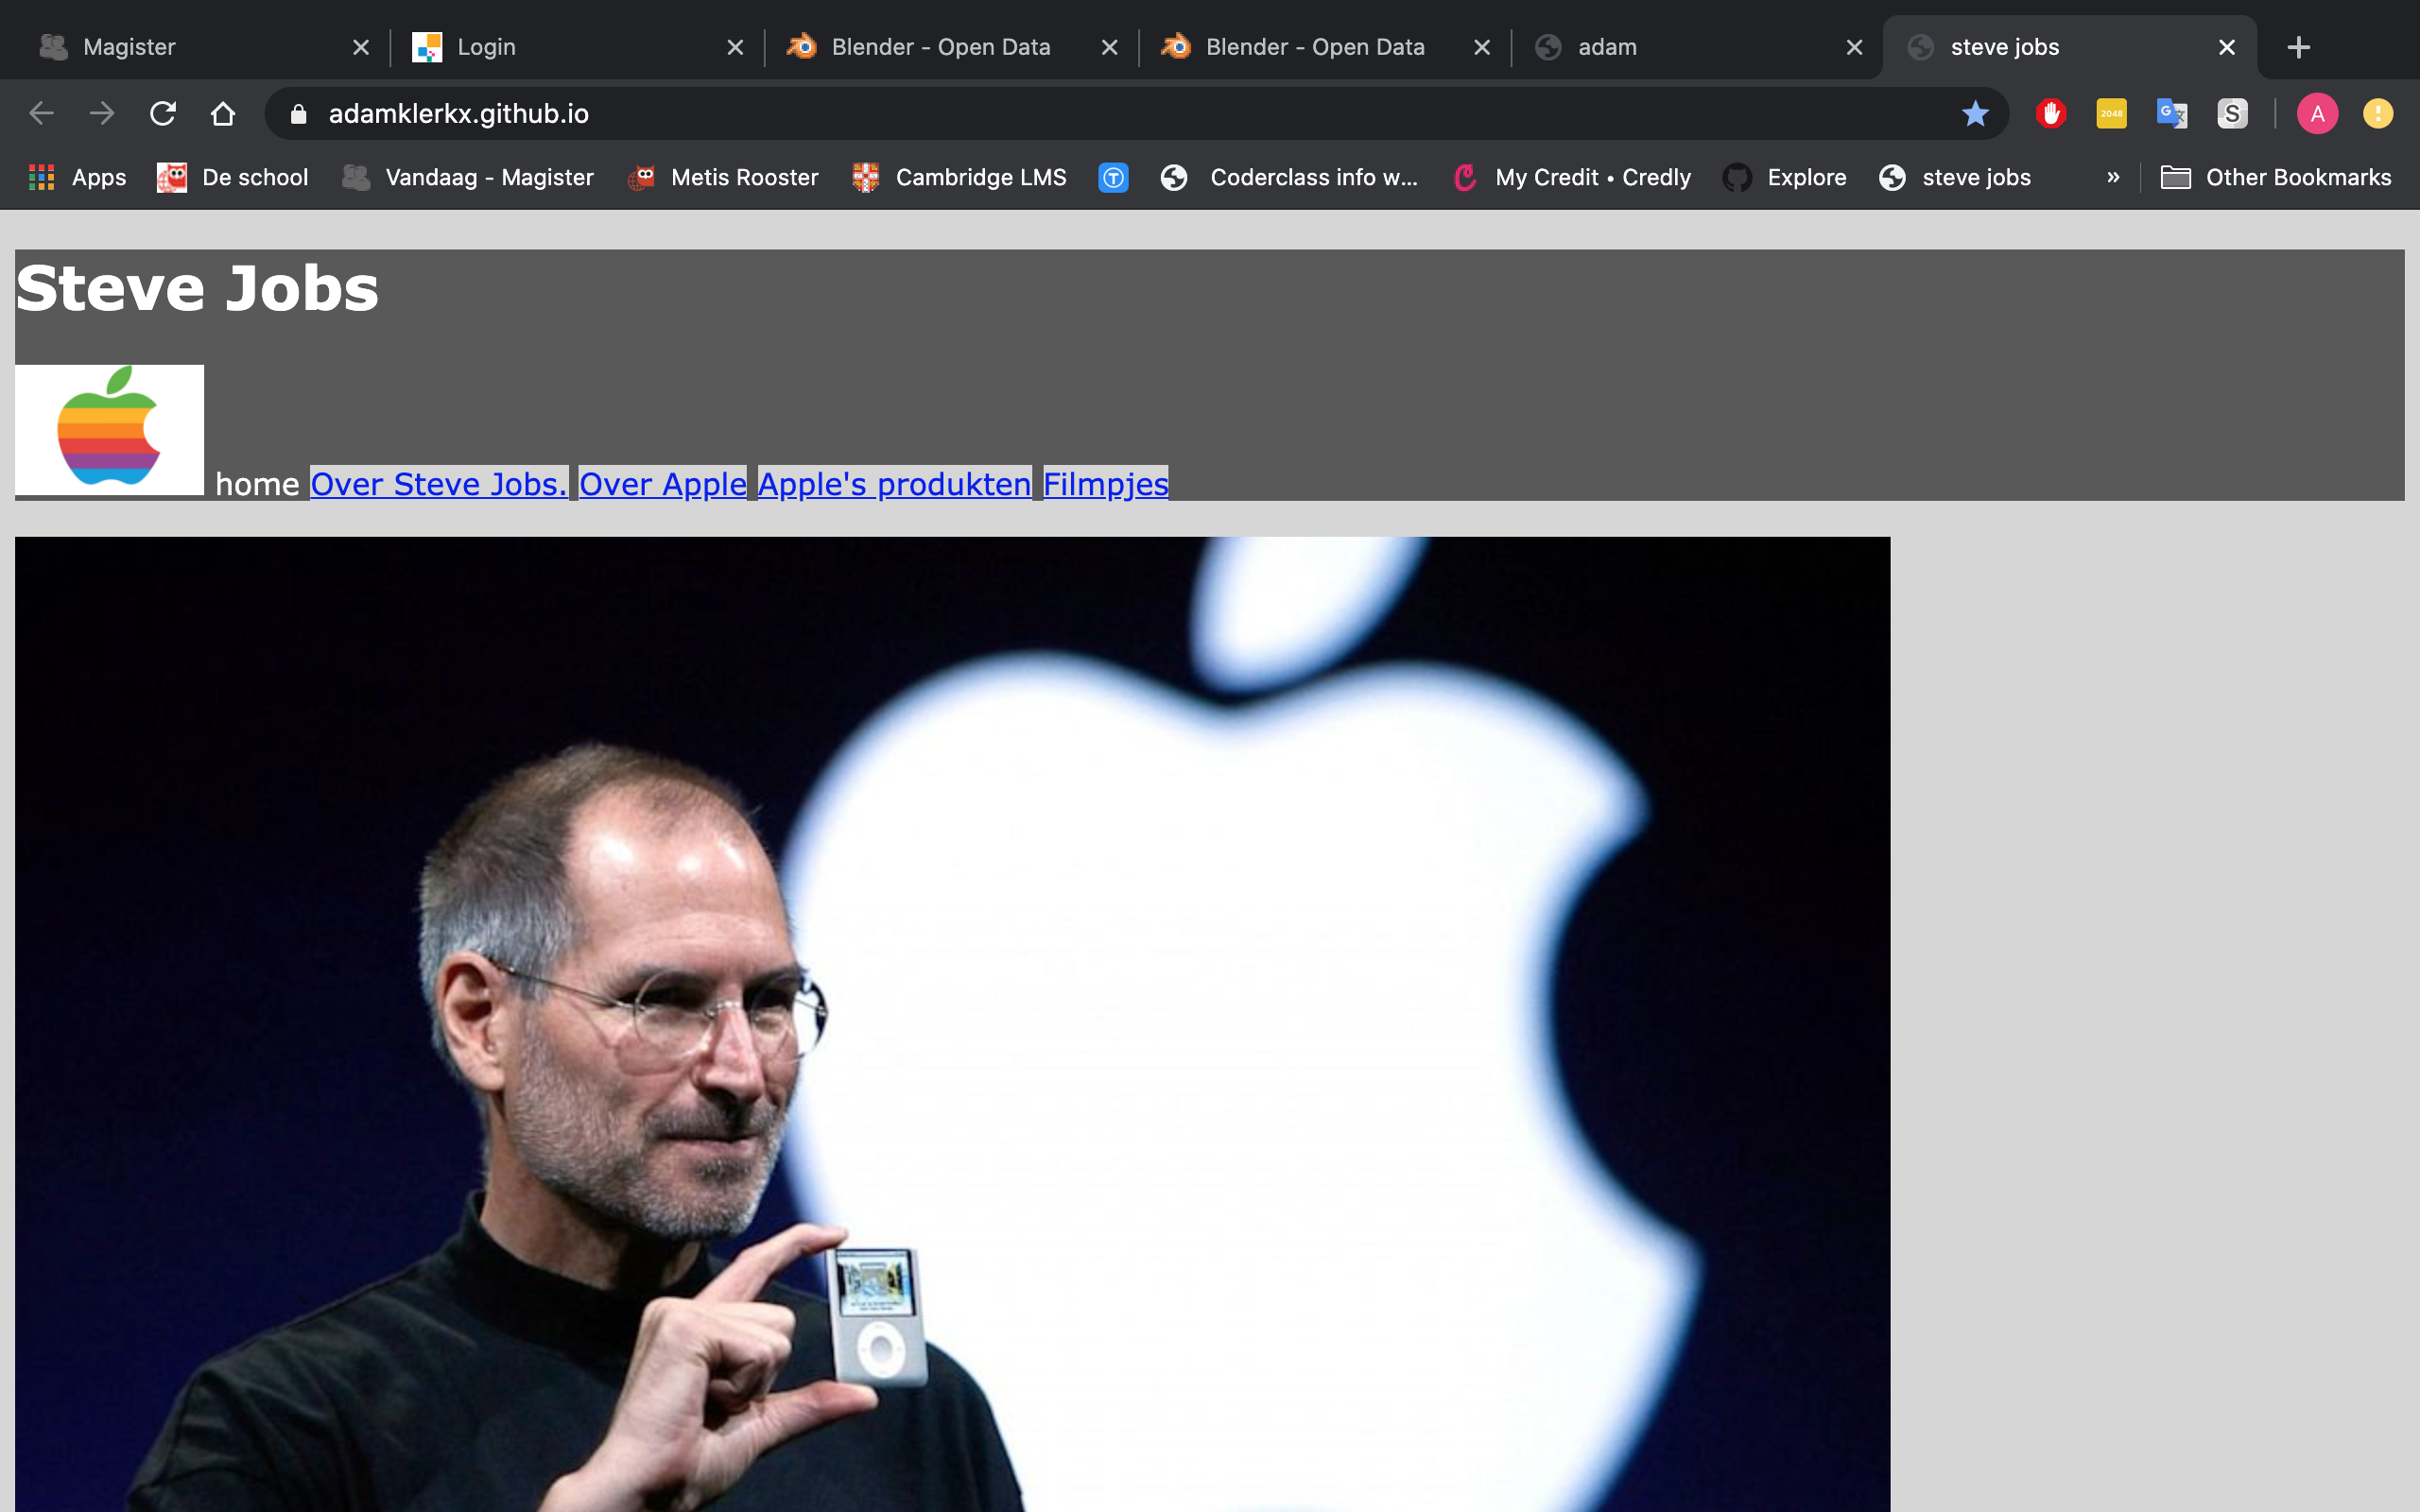 Magister Login Blender - Open Data Blender - Open Data adam steve jobs
adamklerkx.github.io 2048 G S A
Apps De school Vandaag - Magister Metis Rooster Cambridge LMS T Coderclass info w... My Credit • Credly Explore steve jobs » Other Bookmarks
Steve Jobs
home Over Steve Jobs. Over Apple Apple's produkten Filmpjes